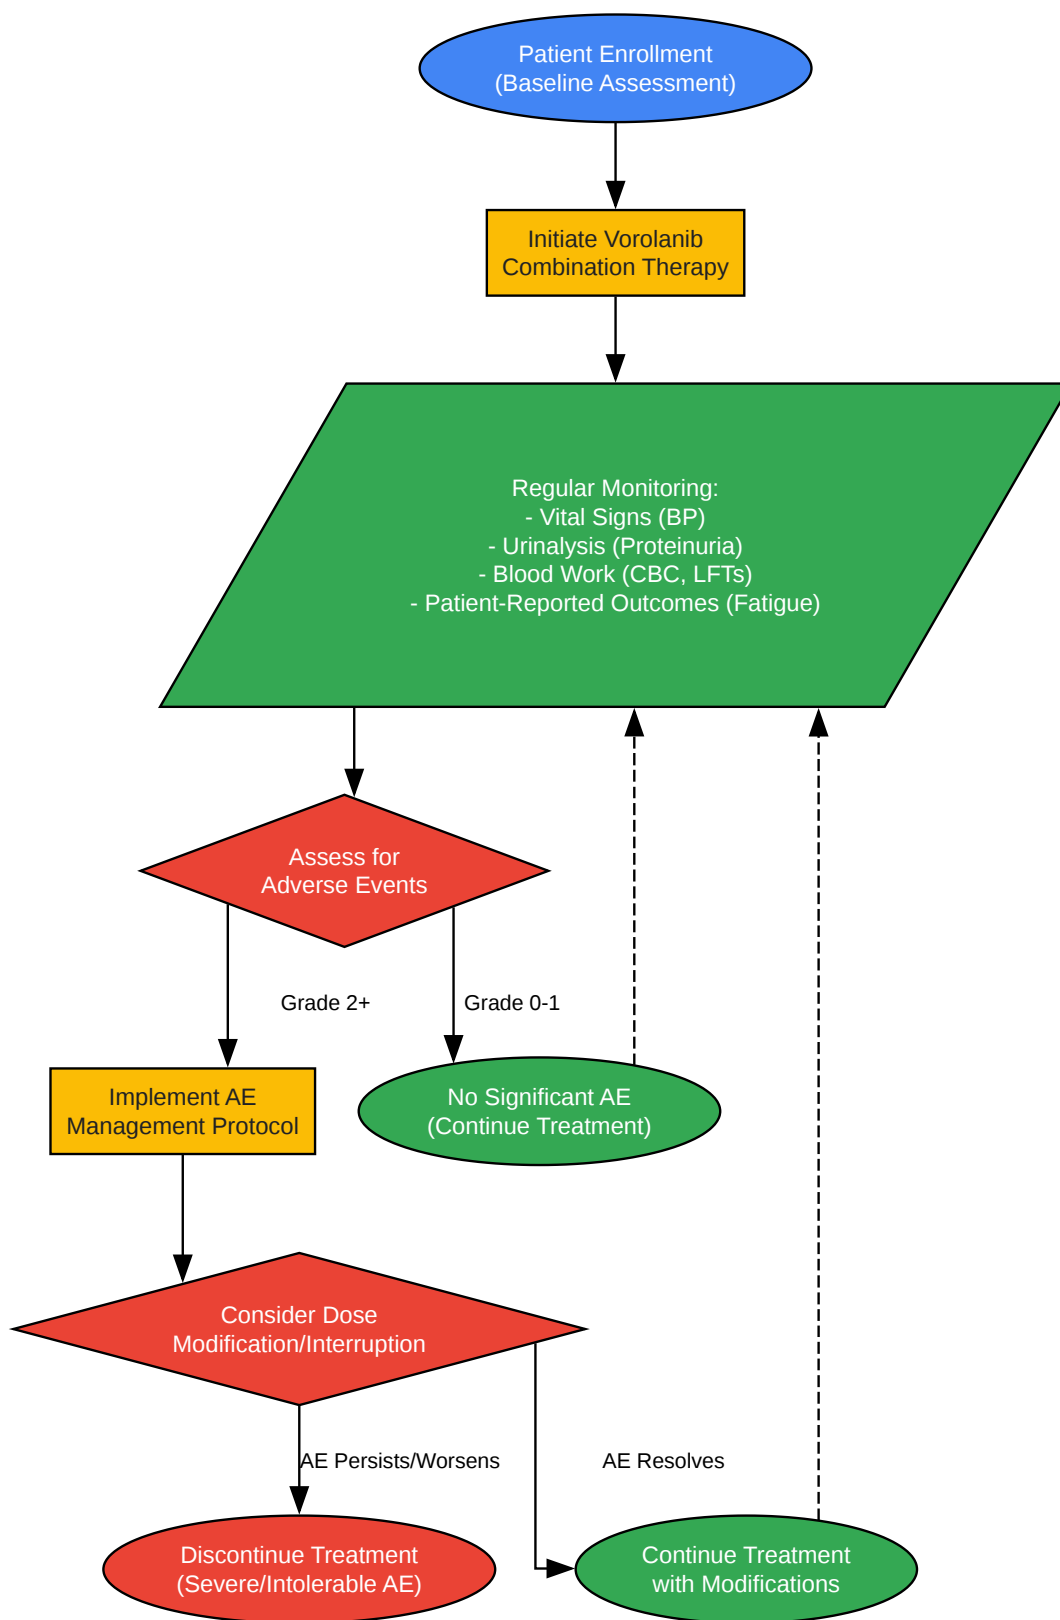 Patient Enrollment
(Baseline Assessment)
Initiate Vorolanib
Combination Therapy
Regular Monitoring:
- Vital Signs (BP)
- Urinalysis (Proteinuria)
- Blood Work (CBC, LFTs)
- Patient-Reported Outcomes (Fatigue)
Assess for
Adverse Events
Grade 2+
Grade 0-1
Implement AE
Management Protocol
No Significant AE
(Continue Treatment)
Consider Dose
Modification/Interruption
AE Persists/Worsens
AE Resolves
Discontinue Treatment
(Severe/Intolerable AE)
Continue Treatment
with Modifications